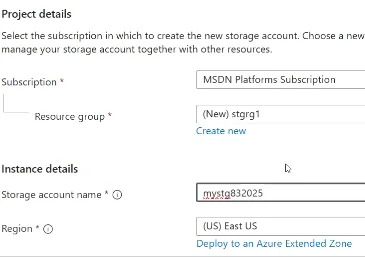 Project details
Select the subscription in which to create the new storage account. Choose a new
manage your storage account together with other resources.
Subscription *
MSDN Platforms Subscription
Resource group *
(New) stgrg1
Create new
Instance details
Storage account name *
mystg832025
Region *
(US) East US
Deploy to an Azure Extended Zone